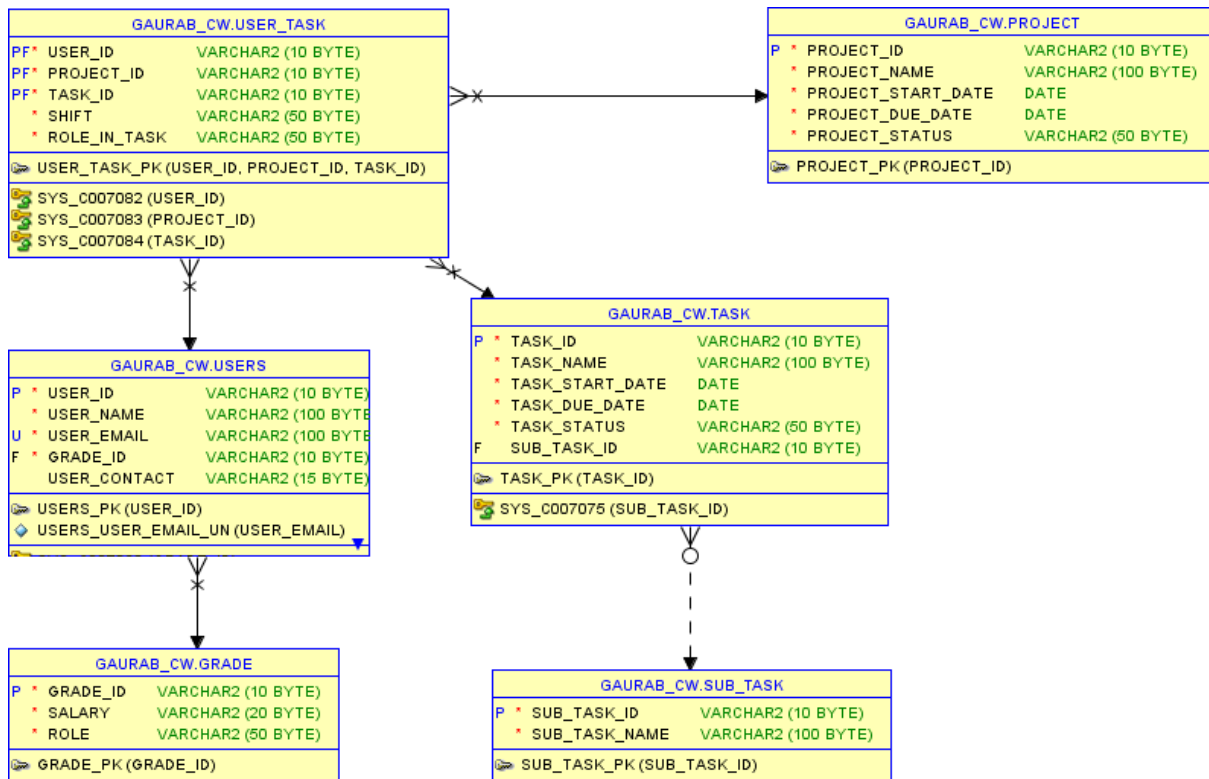 GAURAB_CW.USER_TASK
PF* USER_ID VARCHAR2 (10 BYTE)
PF* PROJECT_ID VARCHAR2 (10 BYTE)
PF* TASK_ID VARCHAR2 (10 BYTE)
* SHIFT VARCHAR2 (50 BYTE)
* ROLE_IN_TASK VARCHAR2 (50 BYTE)
USER_TASK_PK (USER_ID, PROJECT_ID, TASK_ID)
SYS_C007082 (USER_ID)
SYS_C007083 (PROJECT_ID)
SYS_C007084 (TASK_ID)
GAURAB_CW.PROJECT
P * PROJECT_ID VARCHAR2 (10 BYTE)
* PROJECT_NAME VARCHAR2 (100 BYTE)
* PROJECT_START_DATE DATE
* PROJECT_DUE_DATE DATE
* PROJECT_STATUS VARCHAR2 (50 BYTE)
PROJECT_PK (PROJECT_ID)
GAURAB_CW.TASK
P * TASK_ID VARCHAR2 (10 BYTE)
* TASK_NAME VARCHAR2 (100 BYTE)
* TASK_START_DATE DATE
* TASK_DUE_DATE DATE
* TASK_STATUS VARCHAR2 (50 BYTE)
F SUB_TASK_ID VARCHAR2 (10 BYTE)
TASK_PK (TASK_ID)
SYS_C007075 (SUB_TASK_ID)
GAURAB_CW.USERS
P * USER_ID VARCHAR2 (10 BYTE)
* USER_NAME VARCHAR2 (100 BYTE
U * USER_EMAIL VARCHAR2 (100 BYTE
F * GRADE_ID VARCHAR2 (10 BYTE)
USER_CONTACT VARCHAR2 (15 BYTE)
USERS_PK (USER_ID)
USERS_USER_EMAIL_UN (USER_EMAIL)
GAURAB_CW.GRADE
P * GRADE_ID VARCHAR2 (10 BYTE)
* SALARY VARCHAR2 (20 BYTE)
* ROLE VARCHAR2 (50 BYTE)
GRADE_PK (GRADE_ID)
GAURAB_CW.SUB_TASK
P * SUB_TASK_ID VARCHAR2 (10 BYTE)
* SUB_TASK_NAME VARCHAR2 (100 BYTE)
SUB_TASK_PK (SUB_TASK_ID)